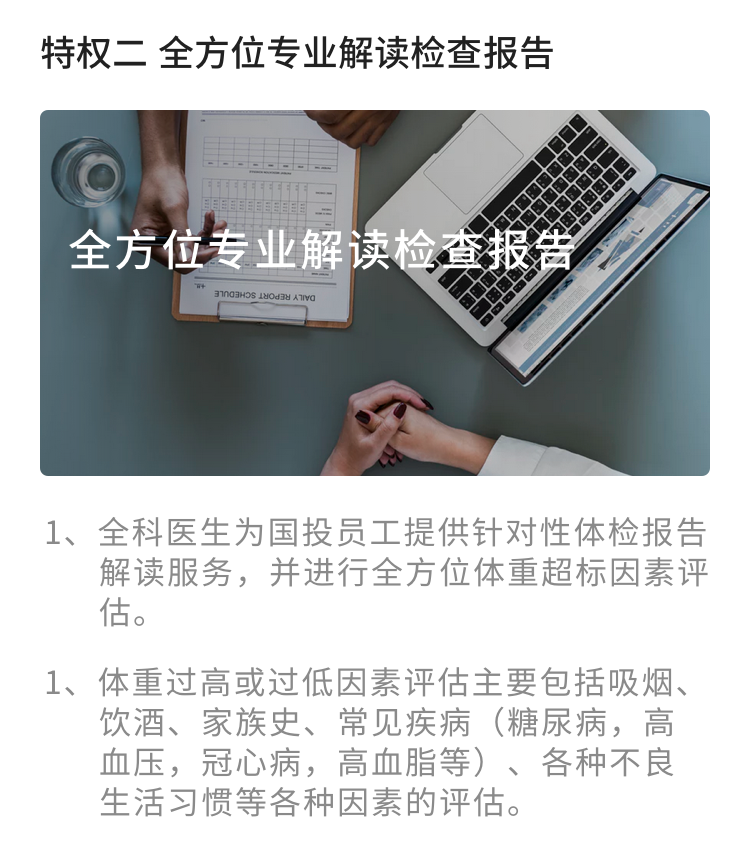 特权二 全方位专业解读检查报告
全方位专业解读检查报告
DAILY REPORT SCHEDULE
1、全科医生为国投员工提供针对性体检报告
解读服务，并进行全方位体重超标因素评
估。
1、体重过高或过低因素评估主要包括吸烟、
饮酒、家族史、常见疾病（糖尿病，高
血压，冠心病，高血脂等）、各种不良
生活习惯等各种因素的评估。